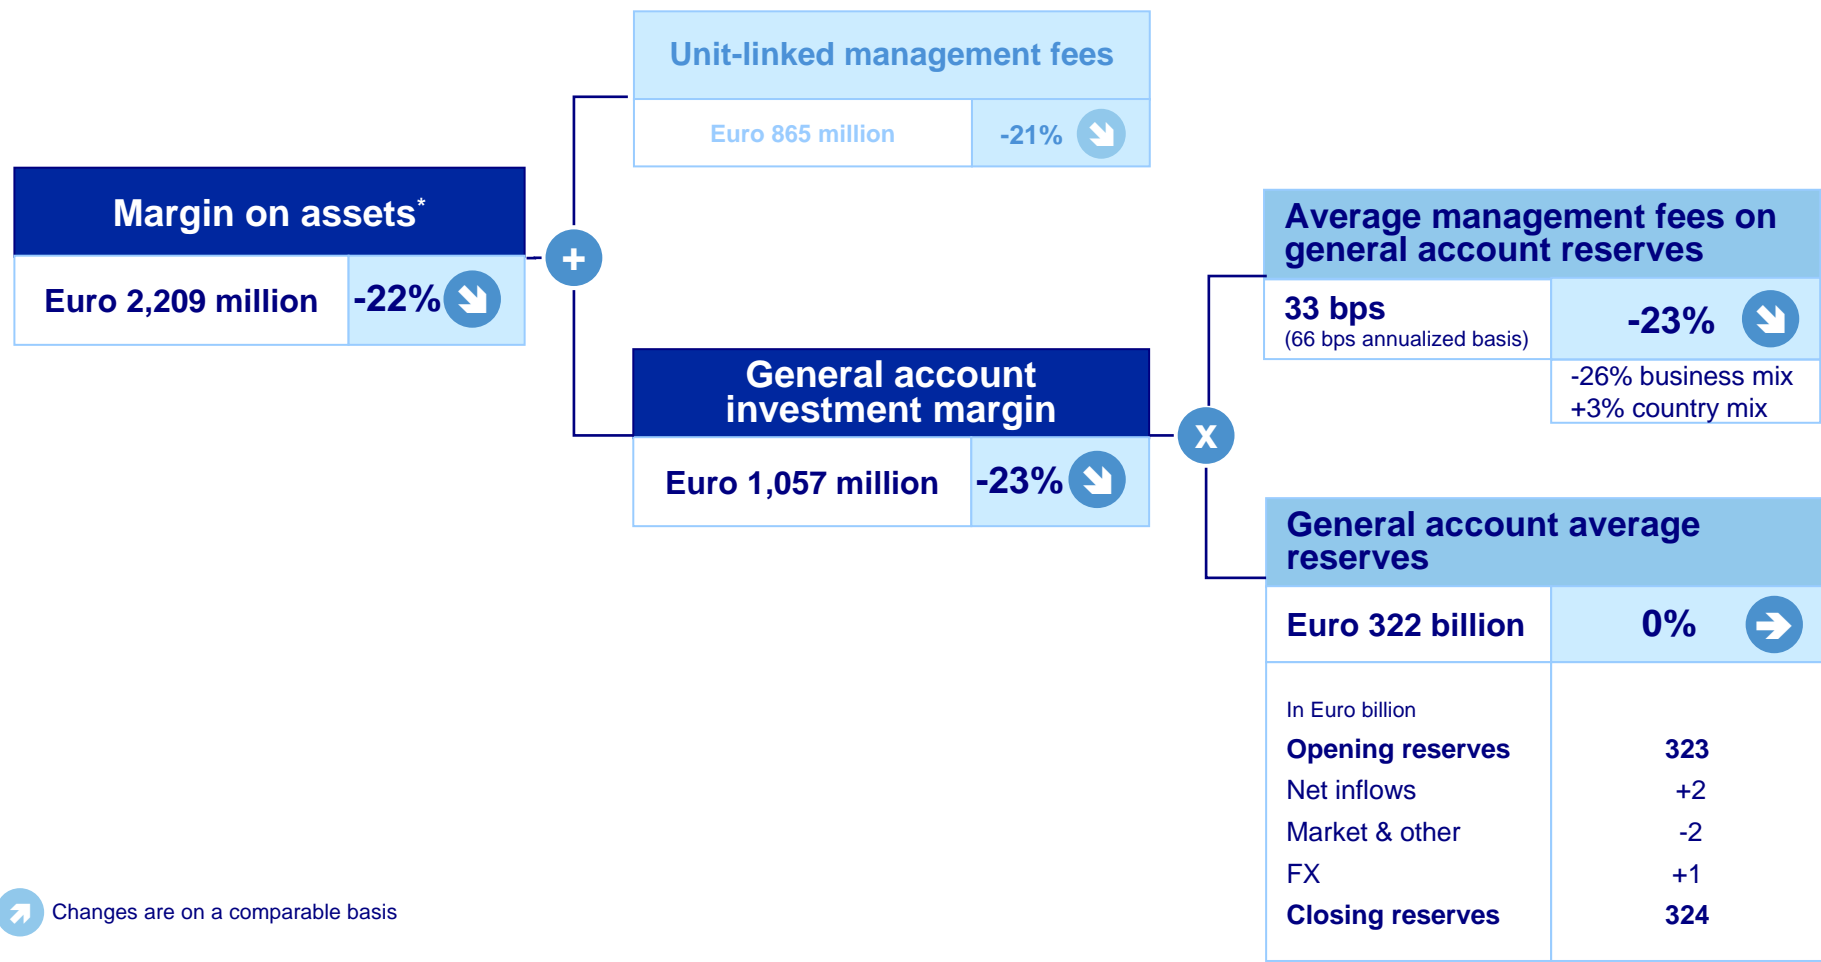 Unit-linked management fees
Euro 865 million -21%
Margin on assets*
Euro 2,209 million -22%
+
General account
investment margin
Euro 1,057 million -23%
x
Average management fees on
general account reserves
33 bps
(66 bps annualized basis)
-23%
-26% business mix
+3% country mix
General account average
reserves
Euro 322 billion 0%
In Euro billion
Opening reserves 323
Net inflows +2
Market & other -2
FX +1
Closing reserves 324
Changes are on a comparable basis